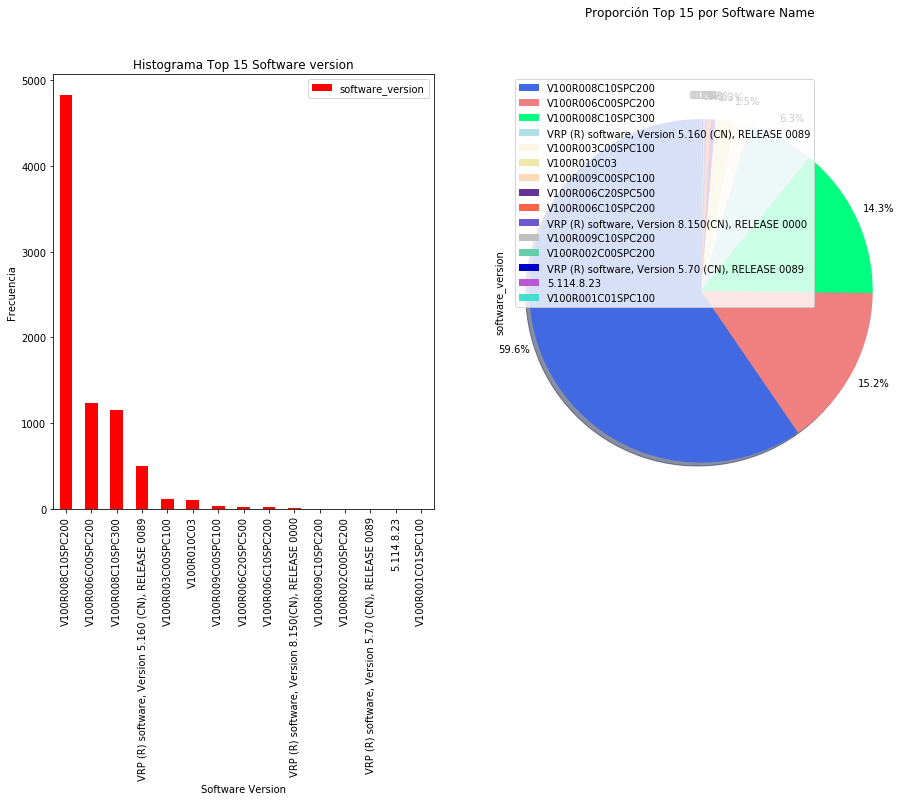 Histograma Top 15 Software version
software_version
5000
4000
3000
2000
1000
0
Frecuencia
V100R008C10SPC200
V100R006C00SPC200
V100R008C10SPC300
VRP (R) software, Version 5.160 (CN), RELEASE 0089
V100R003C00SPC100
V100R010C03
V100R009C00SPC100
V100R006C20SPC500
V100R006C10SPC200
VRP (R) software, Version 8.150(CN), RELEASE 0000
V100R009C10SPC200
V100R002C00SPC200
VRP (R) software, Version 5.70 (CN), RELEASE 0089
5.114.8.23
V100R001C01SPC100
Software Version
Proporción Top 15 por Software Name
V100R008C10SPC200
V100R006C00SPC200
V100R008C10SPC300
VRP (R) software, Version 5.160 (CN), RELEASE 0089
V100R003C00SPC100
V100R010C03
V100R009C00SPC100
V100R006C20SPC500
V100R006C10SPC200
VRP (R) software, Version 8.150(CN), RELEASE 0000
V100R009C10SPC200
V100R002C00SPC200
VRP (R) software, Version 5.70 (CN), RELEASE 0089
5.114.8.23
V100R001C01SPC100
software_version
1.5%
6.3%
14.3%
15.2%
59.6%